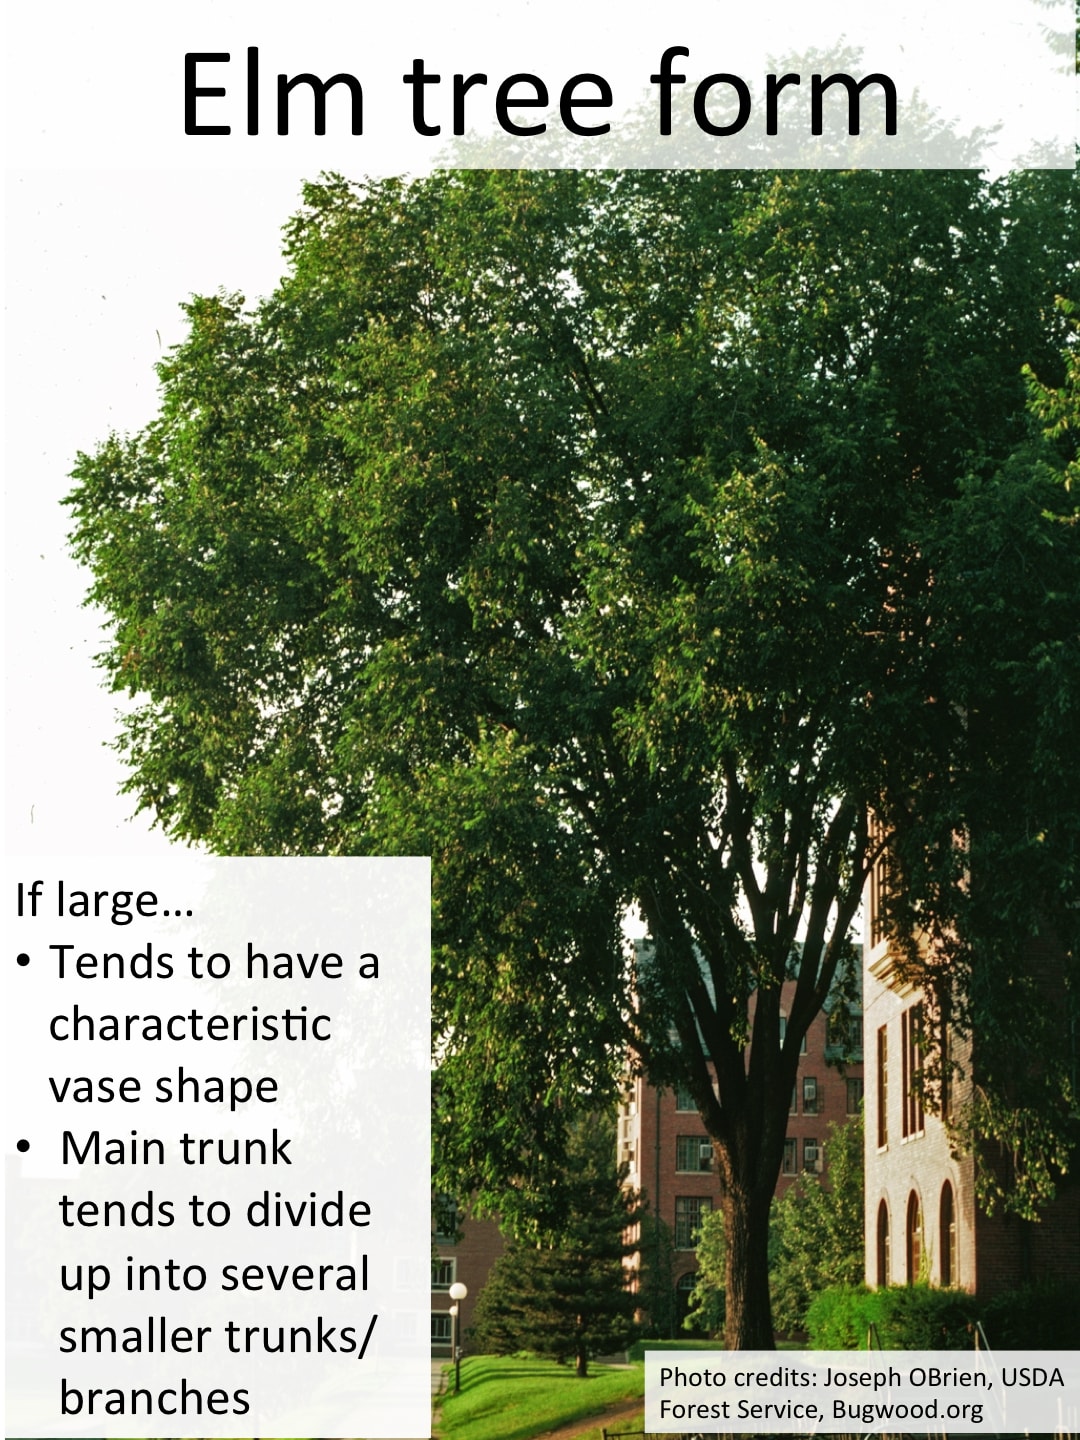 Elm tree form
If large…
• Tends to have a
characteristic
vase shape
• Main trunk
tends to divide
up into several
smaller trunks/
branches
Photo credits: Joseph OBrien, USDA
Forest Service, Bugwood.org